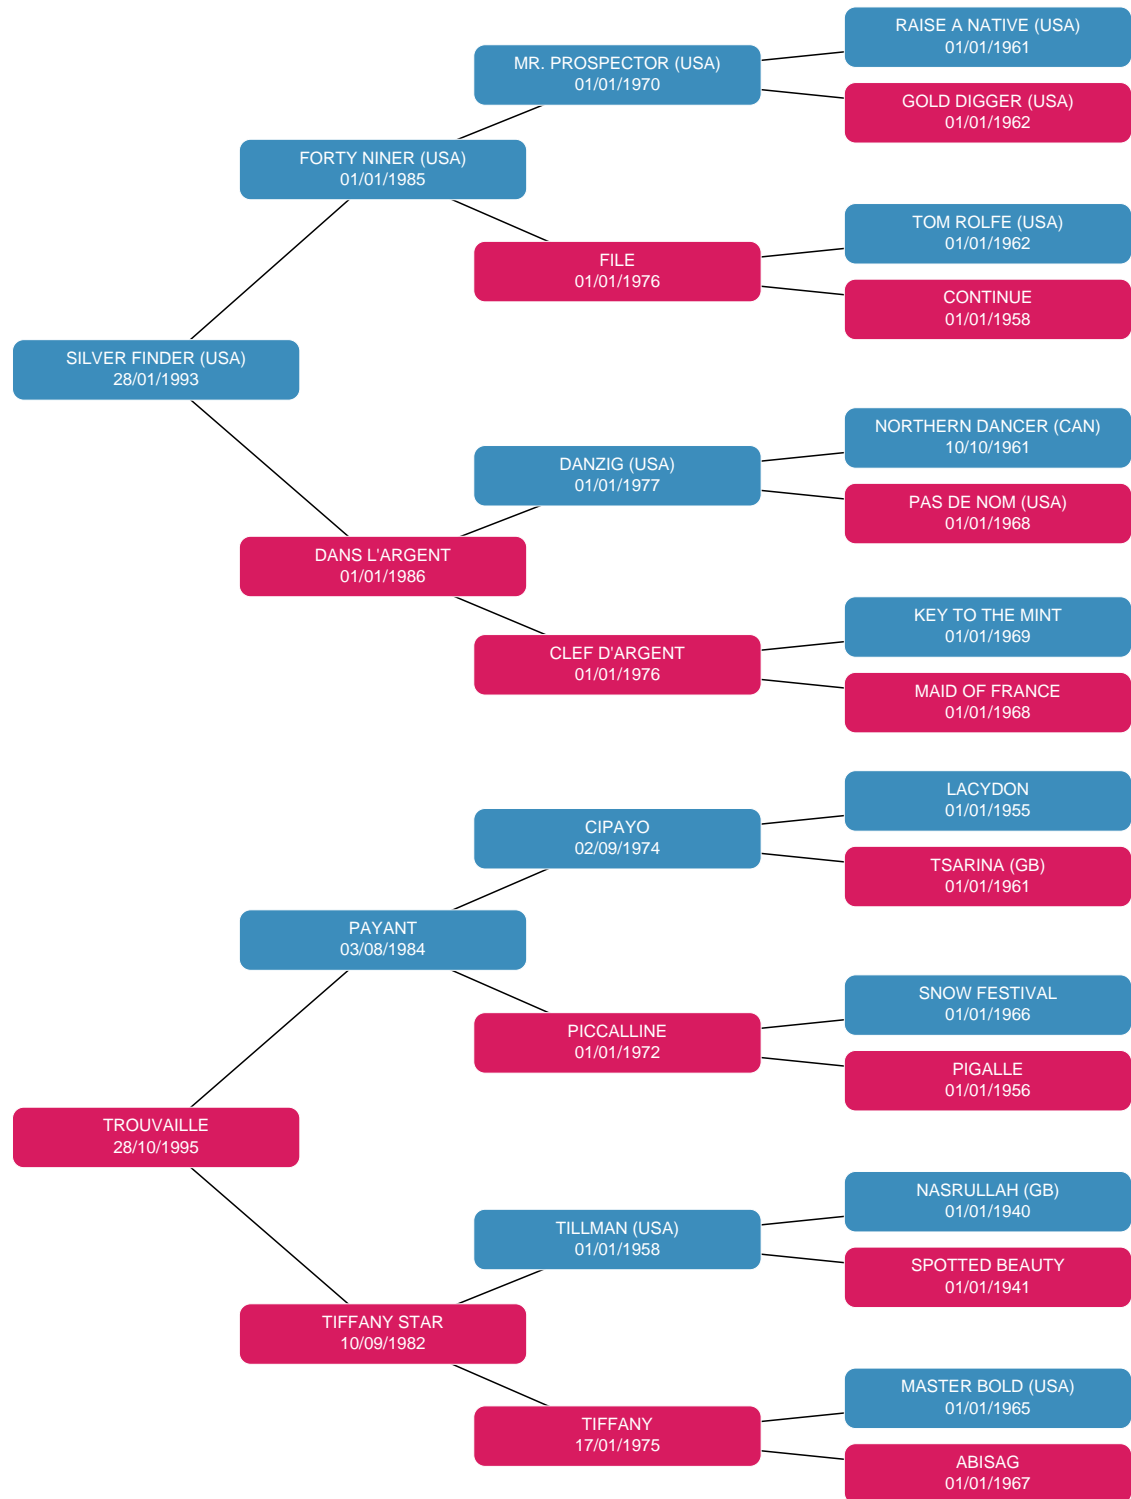 RAISE A NATIVE (USA)
01/01/1961
MR. PROSPECTOR (USA)
01/01/1970
GOLD DIGGER (USA)
01/01/1962
FORTY NINER (USA)
01/01/1985
TOM ROLFE (USA)
01/01/1962
FILE
01/01/1976
CONTINUE
01/01/1958
SILVER FINDER (USA)
28/01/1993
NORTHERN DANCER (CAN)
10/10/1961
DANZIG (USA)
01/01/1977
PAS DE NOM (USA)
01/01/1968
DANS L'ARGENT
01/01/1986
KEY TO THE MINT
01/01/1969
CLEF D'ARGENT
01/01/1976
MAID OF FRANCE
01/01/1968
LACYDON
01/01/1955
CIPAYO
02/09/1974
TSARINA (GB)
01/01/1961
PAYANT
03/08/1984
SNOW FESTIVAL
01/01/1966
PICCALLINE
01/01/1972
PIGALLE
01/01/1956
TROUVAILLE
28/10/1995
NASRULLAH (GB)
01/01/1940
TILLMAN (USA)
01/01/1958
SPOTTED BEAUTY
01/01/1941
TIFFANY STAR
10/09/1982
MASTER BOLD (USA)
01/01/1965
TIFFANY
17/01/1975
ABISAG
01/01/1967